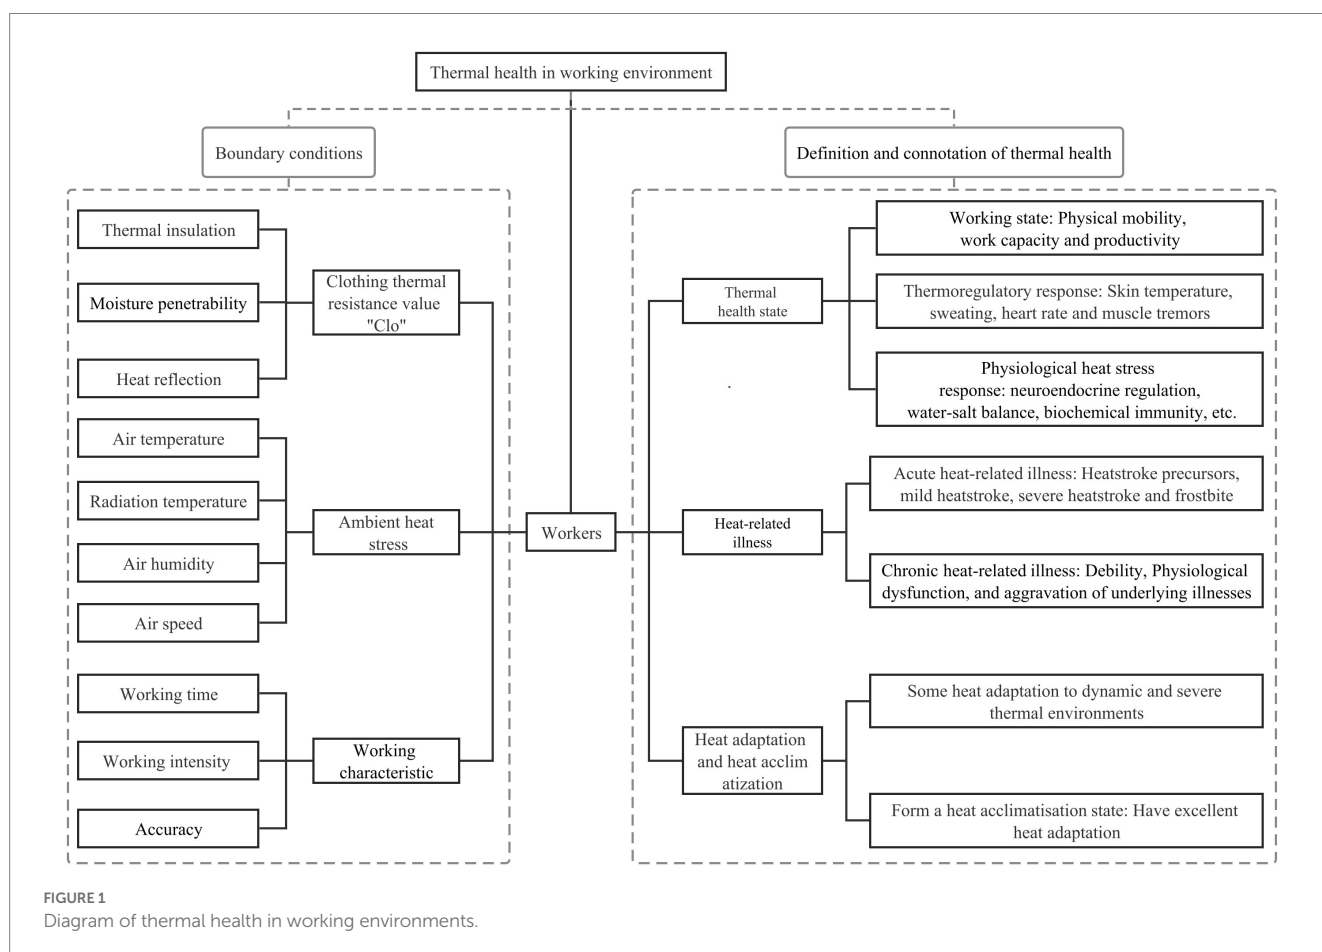 Thermal health in working environment
Boundary conditions
Definition and connotation of thermal health
Thermal insulation
Moisture penetrability
Heat reflection
Clothing thermal
resistance value
"Clo"
Air temperature
Radiation temperature
Air humidity
Air speed
Ambient heat
stress
Working time
Working intensity
Accuracy
Working
characteristic
Workers
Thermal
health state
Working state: Physical mobility,
work capacity and productivity
Thermoregulatory response: Skin temperature,
sweating, heart rate and muscle tremors
Physiological heat stress
response: neuroendocrine regulation,
water-salt balance, biochemical immunity, etc.
Heat-related
illness
Acute heat-related illness: Heatstroke precursors,
mild heatstroke, severe heatstroke and frostbite
Chronic heat-related illness: Debility, Physiological
dysfunction, and aggravation of underlying illnesses
Heat adaptation
and heat acclim
atization
Some heat adaptation to dynamic and severe
thermal environments
Form a heat acclimatisation state: Have excellent
heat adaptation
FIGURE 1
Diagram of thermal health in working environments.